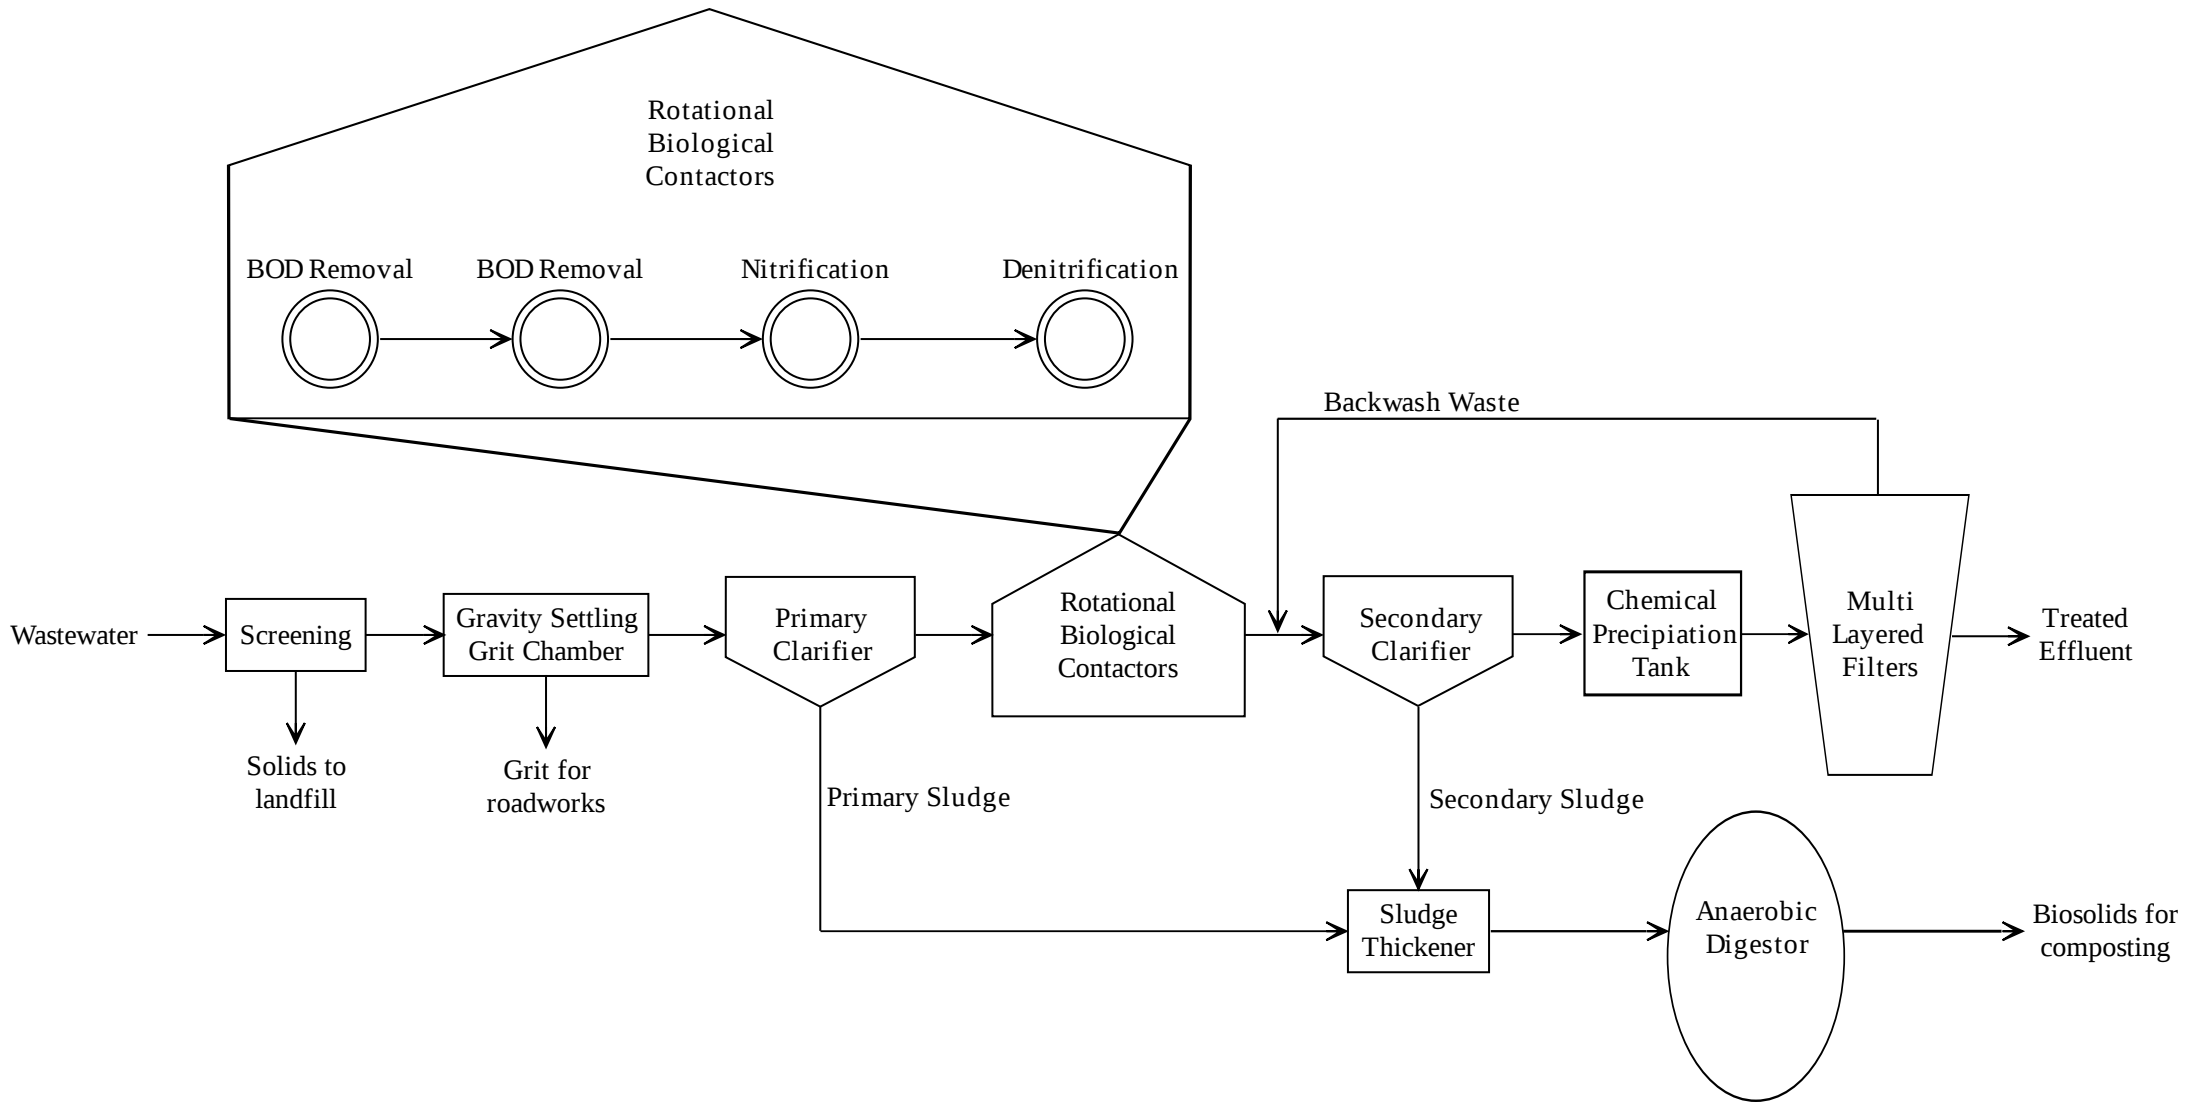 Rotational
Biological
Contactors
BOD Removal
BOD Removal
Nitrification
Denitrification
Backwash Waste
Wastewater
Screening
Gravity Settling
Grit Chamber
Primary
Clarifier
Rotational
Biological
Contactors
Secondary
Clarifier
Chemical
Precipiation
Tank
Multi
Layered
Filters
Treated
Effluent
Solids to
landfill
Grit for
roadworks
Primary Sludge
Secondary Sludge
Sludge
Thickener
Anaerobic
Digestor
Biosolids for
composting